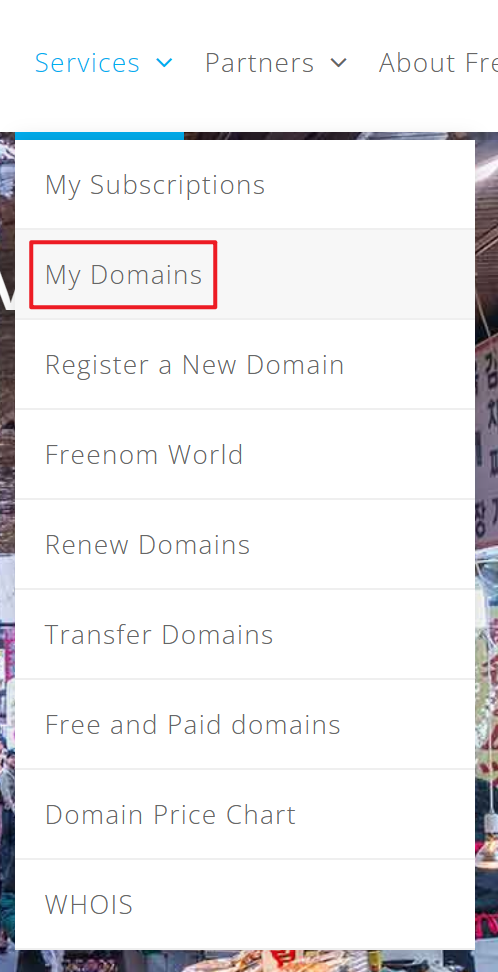 Services Partners About Fre
My Subscriptions
My Domains
Register a New Domain
Freenom World
Renew Domains
Transfer Domains
Free and Paid domains
Domain Price Chart
WHOIS